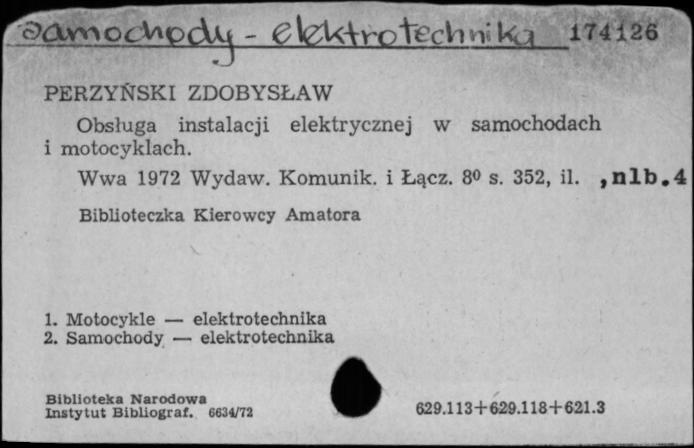 Samochody - elektrotechnika 174126
PERZYŃSKI ZDOBYSŁAW
Obsługa instalacji elektrycznej w samochodach
i motocyklach.
Wwa 1972 Wydaw. Komunik. i Łącz. 8⁰ s. 352, il. ,nlb.4
Biblioteczka Kierowcy Amatora
1. Motocykle — elektrotechnika
2. Samochody — elektrotechnika
Biblioteka Narodowa
Instytut Bibliograf. 6634/72
629.113+629.118+621.3